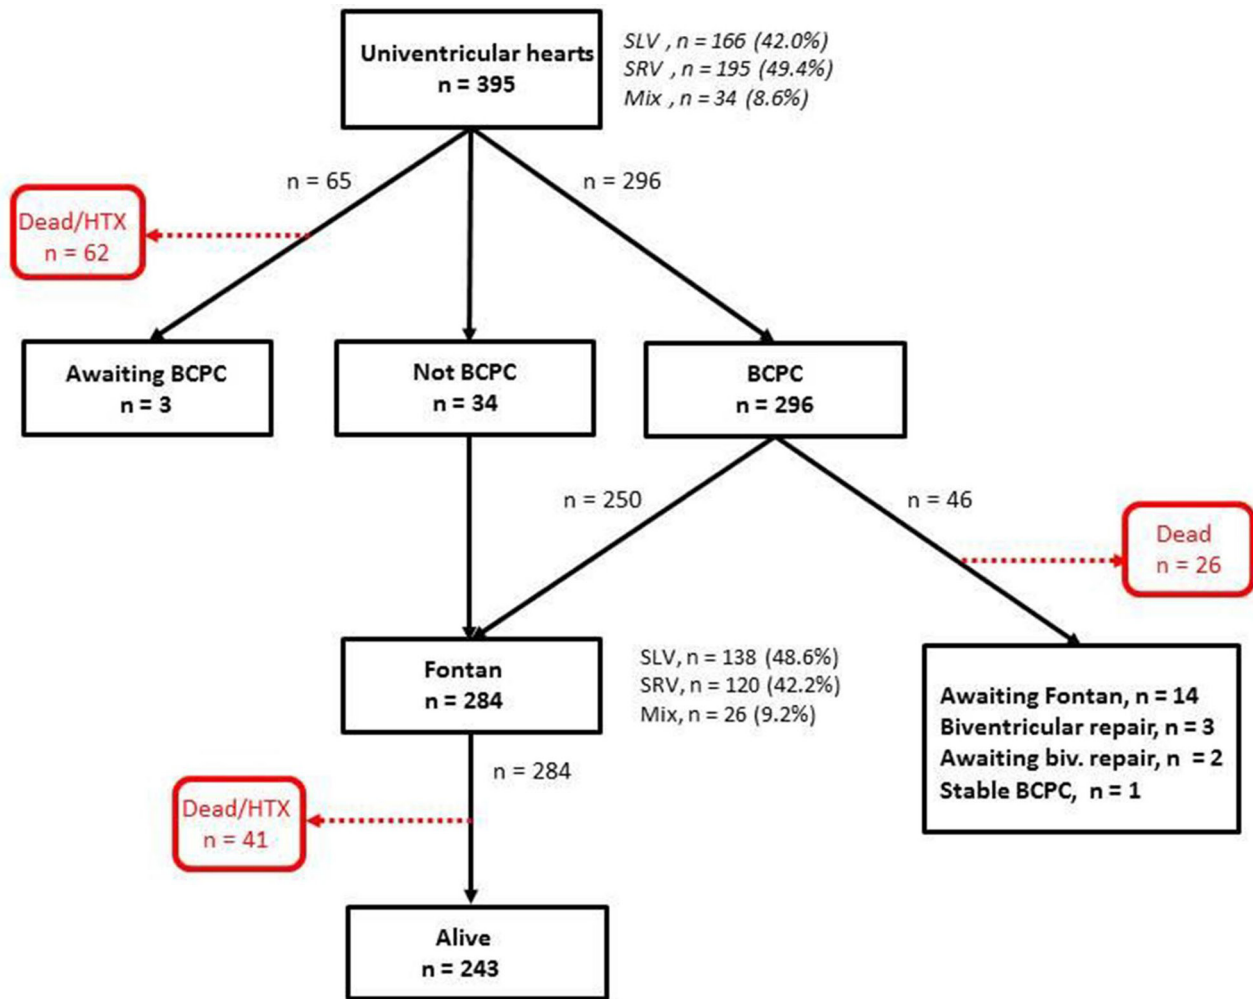 Univentricular hearts
n = 395
SLV , n = 166 (42.0%)
SRV , n = 195 (49.4%)
Mix , n = 34 (8.6%)
n = 65
n = 296
Dead/HTX
n = 62
Awaiting BCPC
n = 3
Not BCPC
n = 34
BCPC
n = 296
n = 250
n = 46
Dead
n = 26
Fontan
n = 284
SLV, n = 138 (48.6%)
SRV, n = 120 (42.2%)
Mix, n = 26 (9.2%)
Awaiting Fontan, n = 14
Biventricular repair, n = 3
Awaiting biv. repair, n = 2
Stable BCPC, n = 1
n = 284
Dead/HTX
n = 41
Alive
n = 243